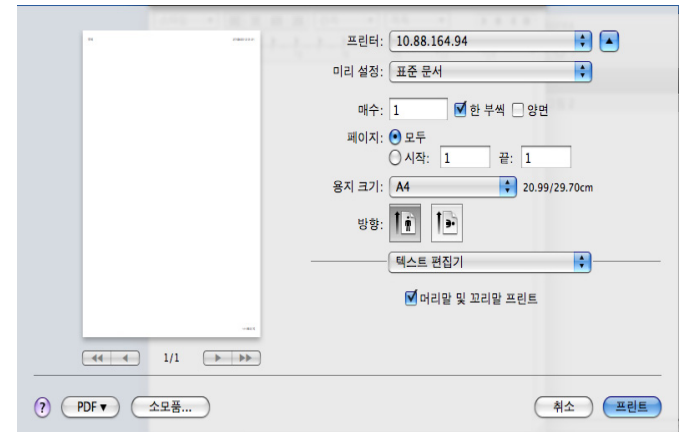 프린터: 10.88.164.94
미리 설정: 표준 문서
매수: 1 한 부씩 양면
페이지: 모두
시작: 1 끝: 1
용지 크기: A4 20.99/29.70cm
방향:
텍스트 편집기
머리말 및 꼬리말 프린트
1/1
? PDF▼ 소모품... 취소 프린트